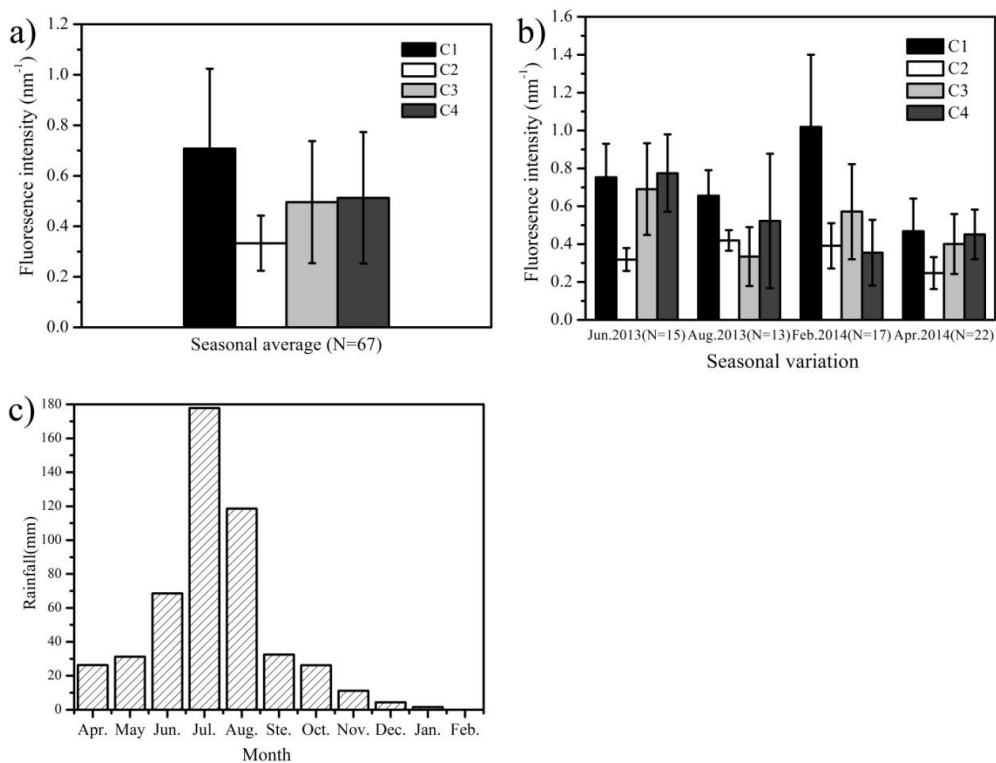 a)
Fluoresence intensity (nm⁻¹)
1.2
1.0
0.8
0.6
0.4
0.2
0.0
C1
C2
C3
C4
Seasonal average (N=67)
b)
Fluoresence intensity (nm⁻¹)
1.6
1.4
1.2
1.0
0.8
0.6
0.4
0.2
0.0
C1
C2
C3
C4
Jun.2013(N=15) Aug.2013(N=13) Feb.2014(N=17) Apr.2014(N=22)
Seasonal variation
c)
Rainfall(mm)
180
160
140
120
100
80
60
40
20
0
Apr. May Jun. Jul. Aug. Ste. Oct. Nov. Dec. Jan. Feb.
Month